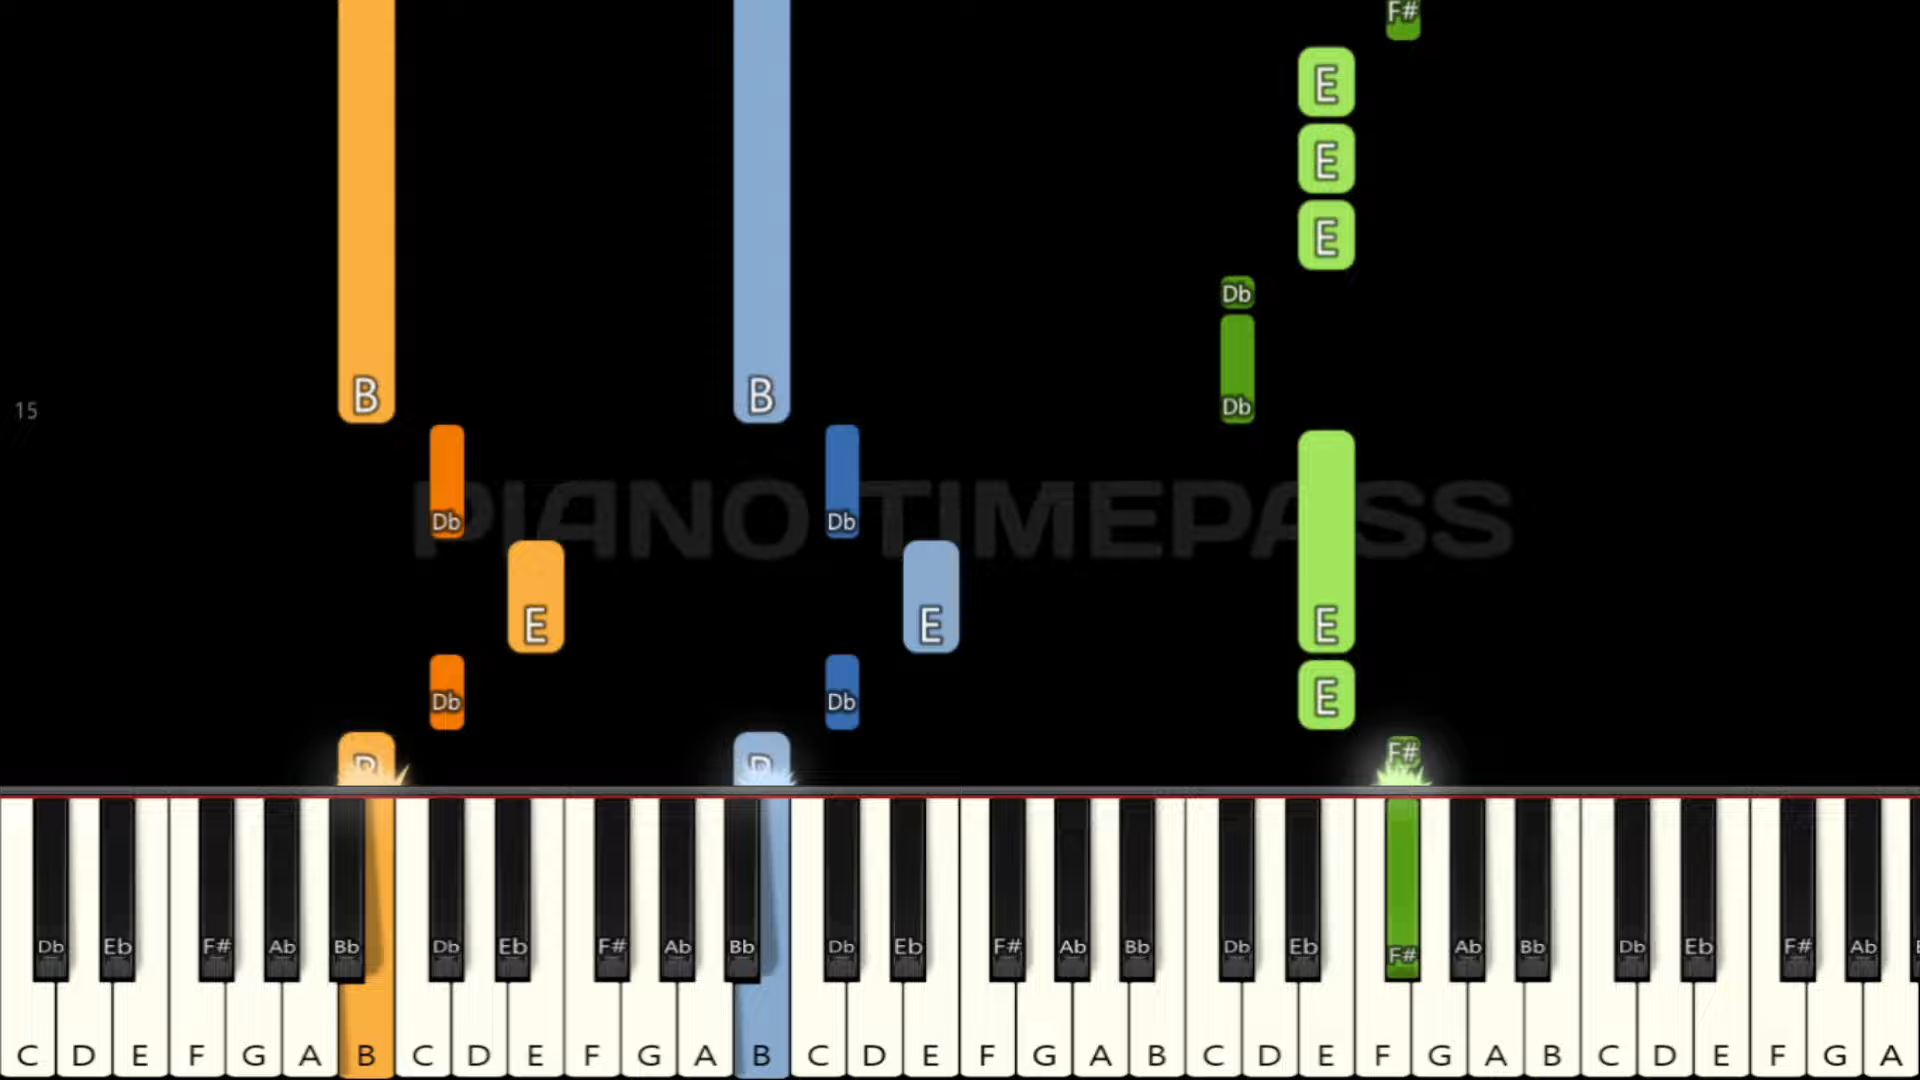 F#
E
E
E
Db
B B Db
15
Db Db
PIANO TIMEPASS
E E E
Db Db E
B B F#
Db Eb F# Ab Bb Db Eb F# Ab Bb Db Eb F# Ab Bb Db Eb F# Ab Bb Db Eb F# Ab
C D E F G A B C D E F G A B C D E F G A B C D E F G A B C D E F G A